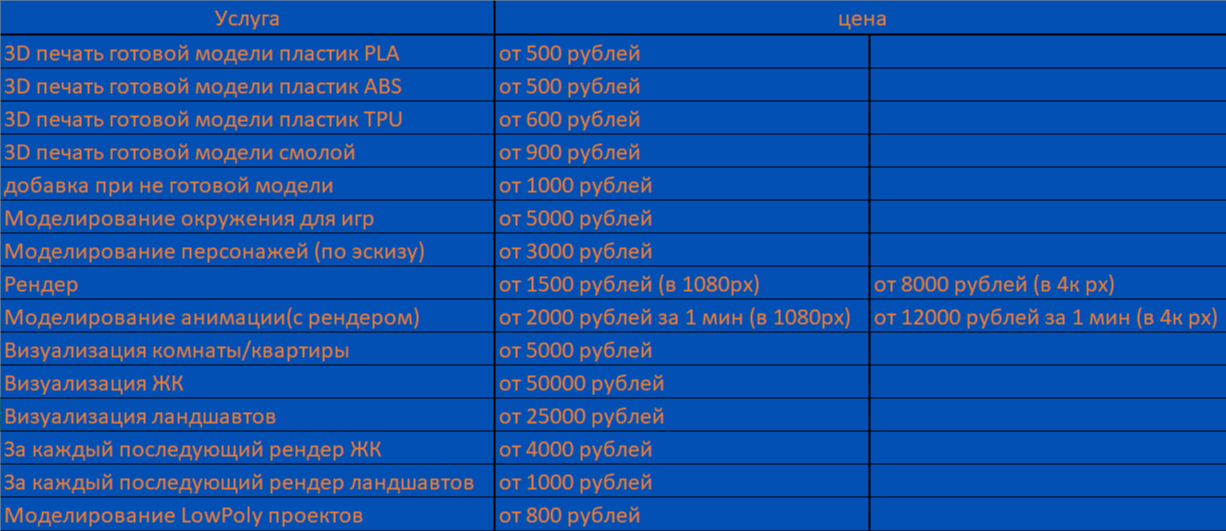 Услуга цена
3D печать готовой модели пластик PLA от 500 рублей
3D печать готовой модели пластик ABS от 500 рублей
3D печать готовой модели пластик TPU от 600 рублей
3D печать готовой модели смолой от 900 рублей
добавка при не готовой модели от 1000 рублей
Моделирование окружения для игр от 5000 рублей
Моделирование персонажей (по эскизу) от 3000 рублей
Рендер от 1500 рублей (в 1080px) от 8000 рублей (в 4к px)
Моделирование анимации(с рендером) от 2000 рублей за 1 мин (в 1080px) от 12000 рублей за 1 мин (в 4к px)
Визуализация комнаты/квартиры от 5000 рублей
Визуализация ЖК от 50000 рублей
Визуализация ландшавтов от 25000 рублей
За каждый последующий рендер ЖК от 4000 рублей
За каждый последующий рендер ландшавтов от 1000 рублей
Моделирование LowPoly проектов от 800 рублей